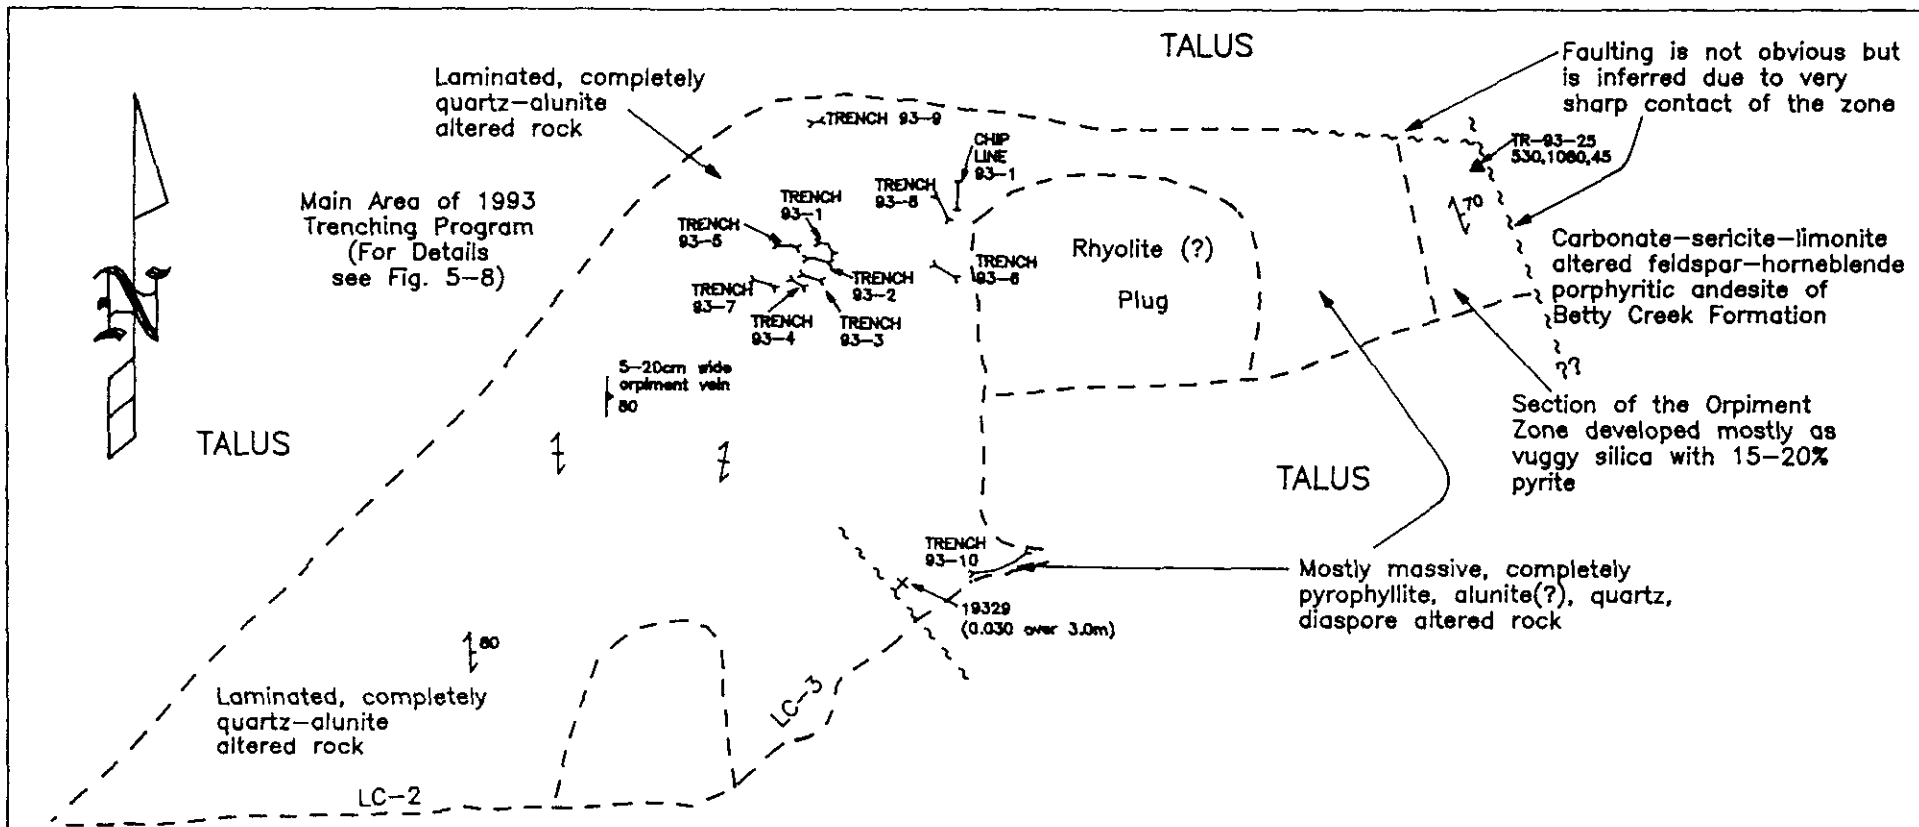 TALUS
Faulting is not obvious but
is inferred due to very
sharp contact of the zone
Laminated, completely
quartz-alunite
altered rock
TRENCH 93-9
CHIP
LINE
93-1
TR-93-25
530,1080,45
Main Area of 1993
Trenching Program
(For Details
see Fig. 5-8)
TRENCH
93-1
TRENCH
93-8
TRENCH
93-5
70
N
Rhyolite (?)
Plug
TRENCH
93-6
Carbonate-sericite-limonite
altered feldspar-horneblende
porphyritic andesite of
Betty Creek Formation
TRENCH
93-7
TRENCH
93-2
TRENCH
93-4
TRENCH
93-3
??
5-20cm wide
orpiment vein
80
TALUS
Section of the Orpiment
Zone developed mostly as
vuggy silica with 15-20%
pyrite
TALUS
TRENCH
93-10
Mostly massive, completely
pyrophyllite, alunite(?), quartz,
diaspore altered rock
19329
(0.030 over 3.0m)
80
Laminated, completely
quartz-alunite
altered rock
LC-3
LC-2